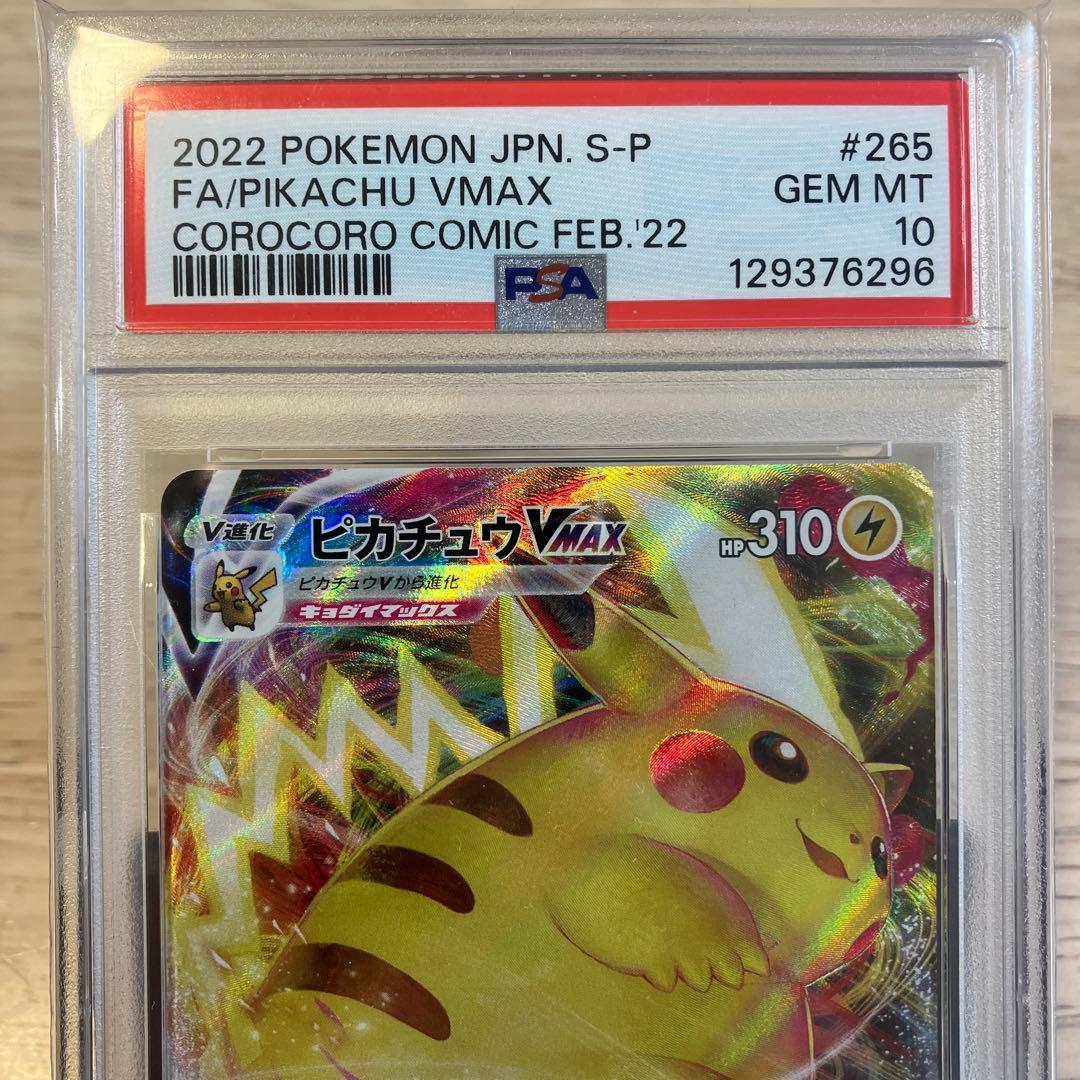 2022 POKEMON JPN. S-P #265
FA/PIKACHU VMAX GEM MT
COROCORO COMIC FEB.'22 10
PSA 129376296
V進化 ピカチュウVMAX HP310
ピカチュウVから進化
キョダイマックス